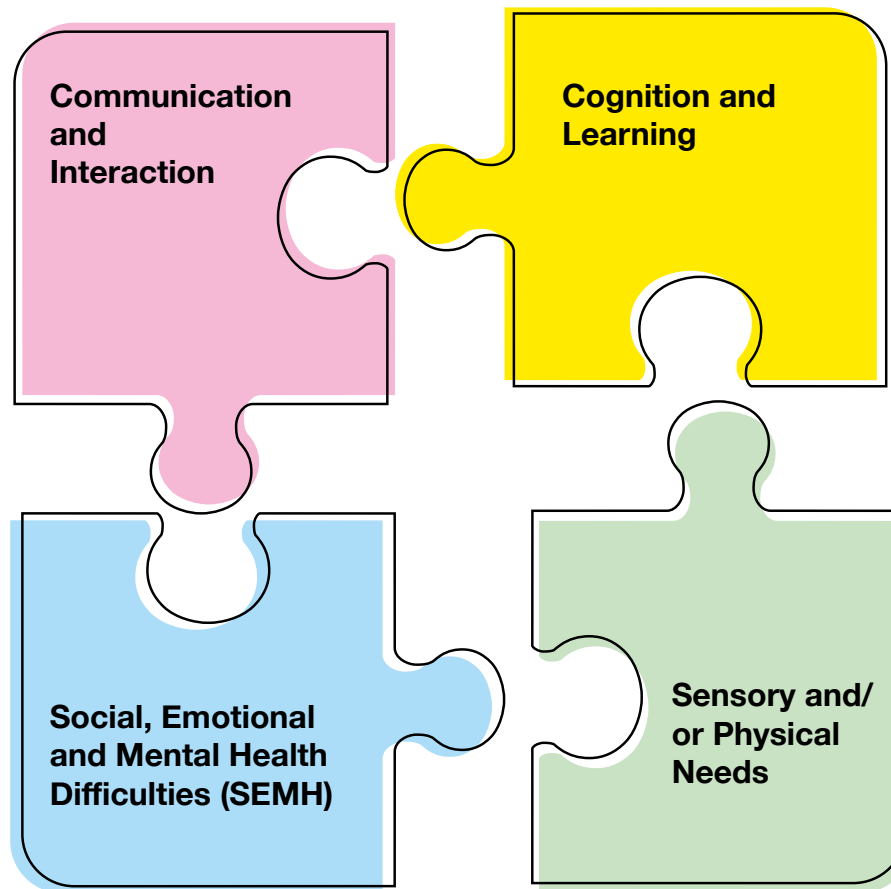 Communication
and
Interaction
Cognition and
Learning
Social, Emotional
and Mental Health
Difficulties (SEMH)
Sensory and/
or Physical
Needs